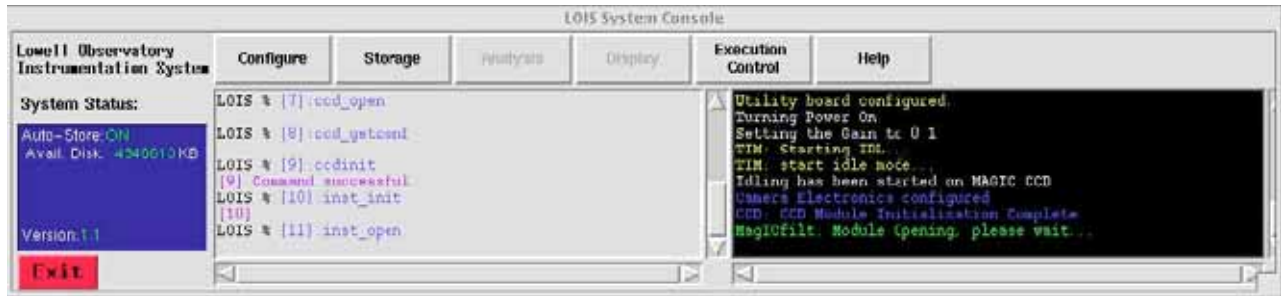 LOIS System Console
Lowell Observatory
Instrumentation System
Configure
Storage
Analysis
Display
Execution
Control
Help
System Status:
Auto-Store: ON
Avail. Disk: KB
Version: 1.1
Exit
LOIS % [7] ccd_open
LOIS % [8] ccd_getconf
LOIS % [9] ccdinit
[9] Command successful
LOIS % [10] inst_init
[10]
LOIS % [11] inst_open
Utility board configured.
Turning Power On
Setting the Gain to 0 1
TIM: Starting IDL...
TIM: start idle mode...
Idling has been started on MAGIC CCD
Camera Electronics configured
CCD: CCD Module Initialization Complete
MagICfilt: Module Opening, please wait...